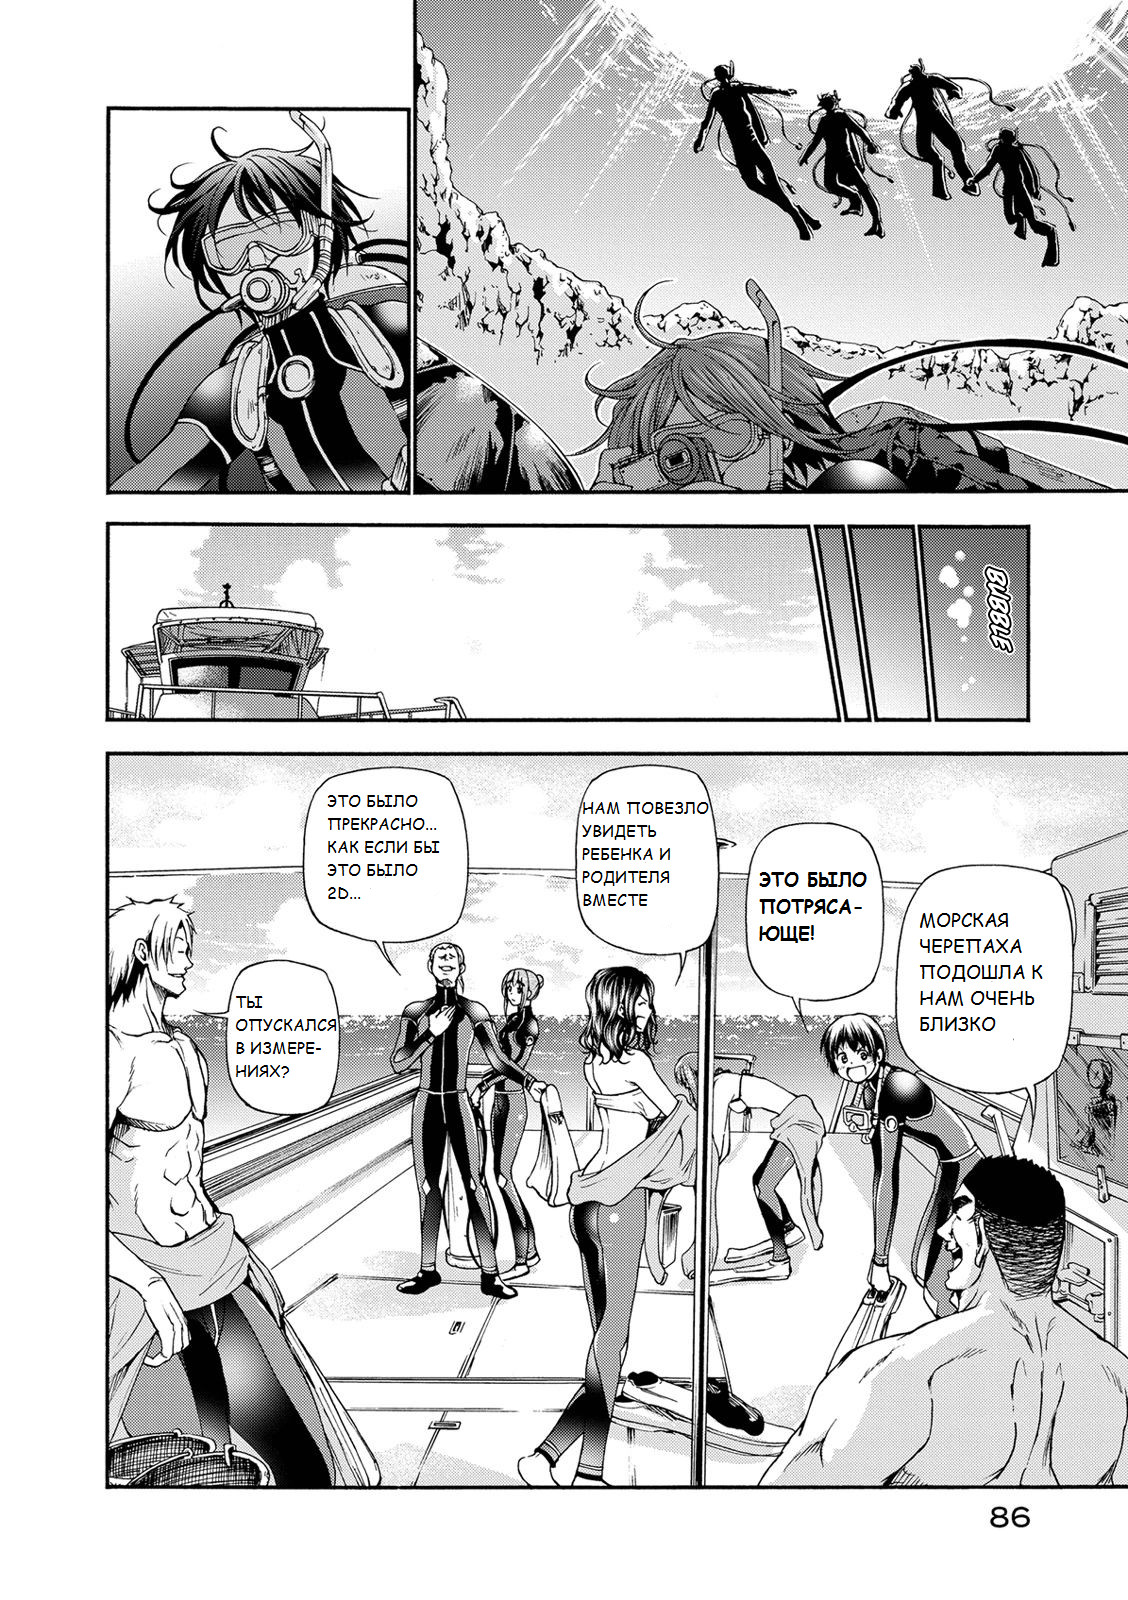 BUBBLE
МОРСКАЯ
ЧЕРЕПАХА
ПОДОШЛА К
НАМ ОЧЕНЬ
БЛИЗКО
ЭТО БЫЛО
ПОТРЯСА-
ЮЩЕ!
НАМ ПОВЕЗЛО
УВИДЕТЬ
РЕБЕНКА И
РОДИТЕЛЯ
ВМЕСТЕ
ЭТО БЫЛО
ПРЕКРАСНО...
КАК ЕСЛИ БЫ
ЭТО БЫЛО
2D...
ТЫ
ОПУСКАЛСЯ
В ИЗМЕРЕ-
НИЯХ?
86